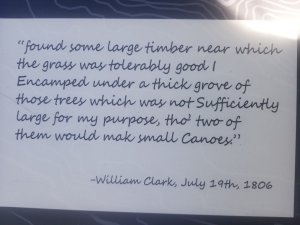 "found some large timber near which
the grass was tolerably good I
Encamped under a thick grove of
those trees which was not Sufficiently
large for my purpose, tho' two of
them would mak small Canoes."
-William Clark, July 19th, 1806